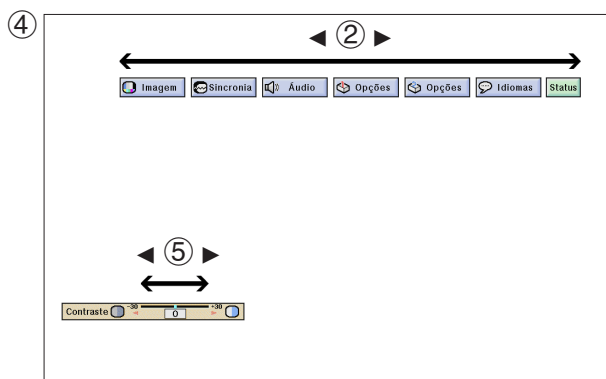 ④
◄ ② ►
Imagem Sincronia Áudio Opções Opções Idiomas Status
◄ ⑤ ►
Contraste -30 0 +30